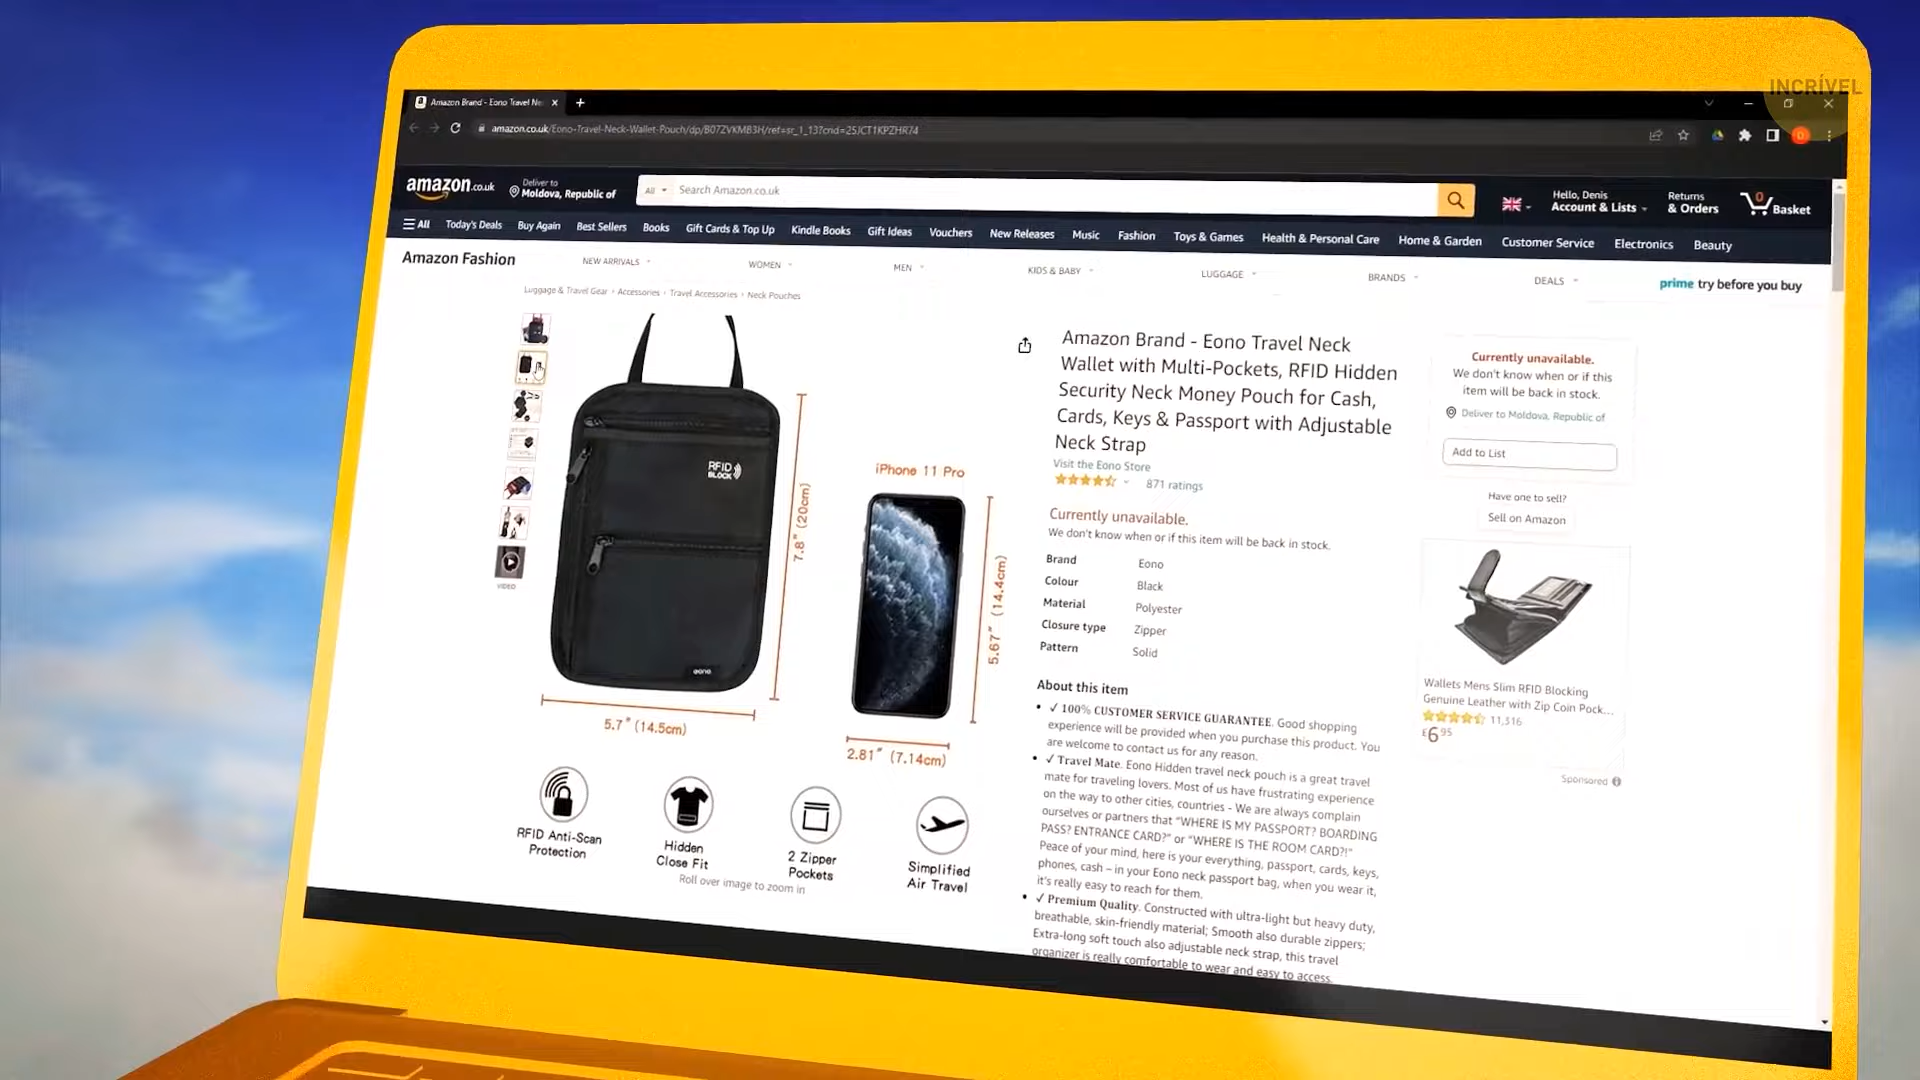 INCRÍVEL
Amazon Brand - Eono Travel Ne
amazon.co.uk/Eono-Travel-Neck-Wallet-Pouch/dp/B07ZVKMB3H/ref=sr_1_13?crid=25JCT1KPZHR74
amazon.co.uk
Deliver to
Moldova, Republic of
All
Search Amazon.co.uk
Hello, Denis
Account & Lists
Returns
& Orders
0
Basket
All Today's Deals Buy Again Best Sellers Books Gift Cards & Top Up Kindle Books Gift Ideas Vouchers New Releases Music Fashion Toys & Games Health & Personal Care Home & Garden Customer Service Electronics Beauty
Amazon Fashion NEW ARRIVALS WOMEN MEN KIDS & BABY LUGGAGE BRANDS DEALS prime try before you buy
Luggage & Travel Gear › Accessories › Travel Accessories › Neck Pouches
VIDEO
RFID
BLOCK
eono
7.8" (20cm)
5.7" (14.5cm)
iPhone 11 Pro
5.67" (14.4cm)
2.81" (7.14cm)
RFID Anti-Scan
Protection
Hidden
Close Fit
2 Zipper
Pockets
Simplified
Air Travel
Roll over image to zoom in
Amazon Brand - Eono Travel Neck
Wallet with Multi-Pockets, RFID Hidden
Security Neck Money Pouch for Cash,
Cards, Keys & Passport with Adjustable
Neck Strap
Visit the Eono Store
871 ratings
Currently unavailable.
We don't know when or if this item will be back in stock.
Brand Eono
Colour Black
Material Polyester
Closure type Zipper
Pattern Solid
About this item
• ✓ 100% CUSTOMER SERVICE GUARANTEE. Good shopping
experience will be provided when you purchase this product. You
are welcome to contact us for any reason.
• ✓ Travel Mate. Eono Hidden travel neck pouch is a great travel
mate for traveling lovers. Most of us have frustrating experience
on the way to other cities, countries - We are always complain
ourselves or partners that “WHERE IS MY PASSPORT? BOARDING
PASS? ENTRANCE CARD?” or “WHERE IS THE ROOM CARD?!”
Peace of your mind, here is your everything, passport, cards, keys,
phones, cash – in your Eono neck passport bag, when you wear it,
it's really easy to reach for them.
• ✓ Premium Quality. Constructed with ultra-light but heavy duty,
breathable, skin-friendly material; Smooth also durable zippers;
Extra-long soft touch also adjustable neck strap, this travel
organizer is really comfortable to wear and easy to access.
Currently unavailable.
We don't know when or if this
item will be back in stock.
Deliver to Moldova, Republic of
Add to List
Have one to sell?
Sell on Amazon
Wallets Mens Slim RFID Blocking
Genuine Leather with Zip Coin Pock...
11,316
£6.95
Sponsored